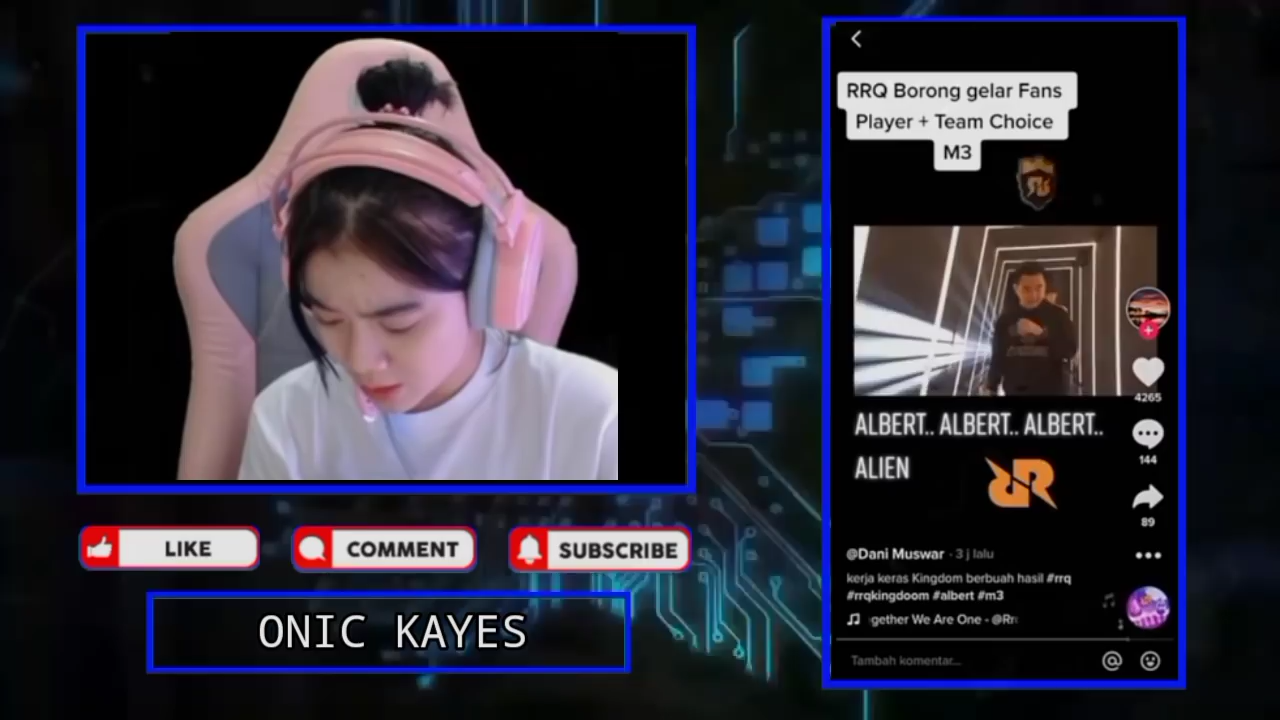 RRQ Borong gelar Fans
Player + Team Choice
M3
4265
ALBERT.. ALBERT.. ALBERT..
ALIEN
144
89
@Dani Muswar · 3 j lalu
kerja keras Kingdom berbuah hasil #rrq
#rrqkingdoom #albert #m3
gether We Are One - @Rr
Tambah komentar...
LIKE
COMMENT
SUBSCRIBE
ONIC KAYES